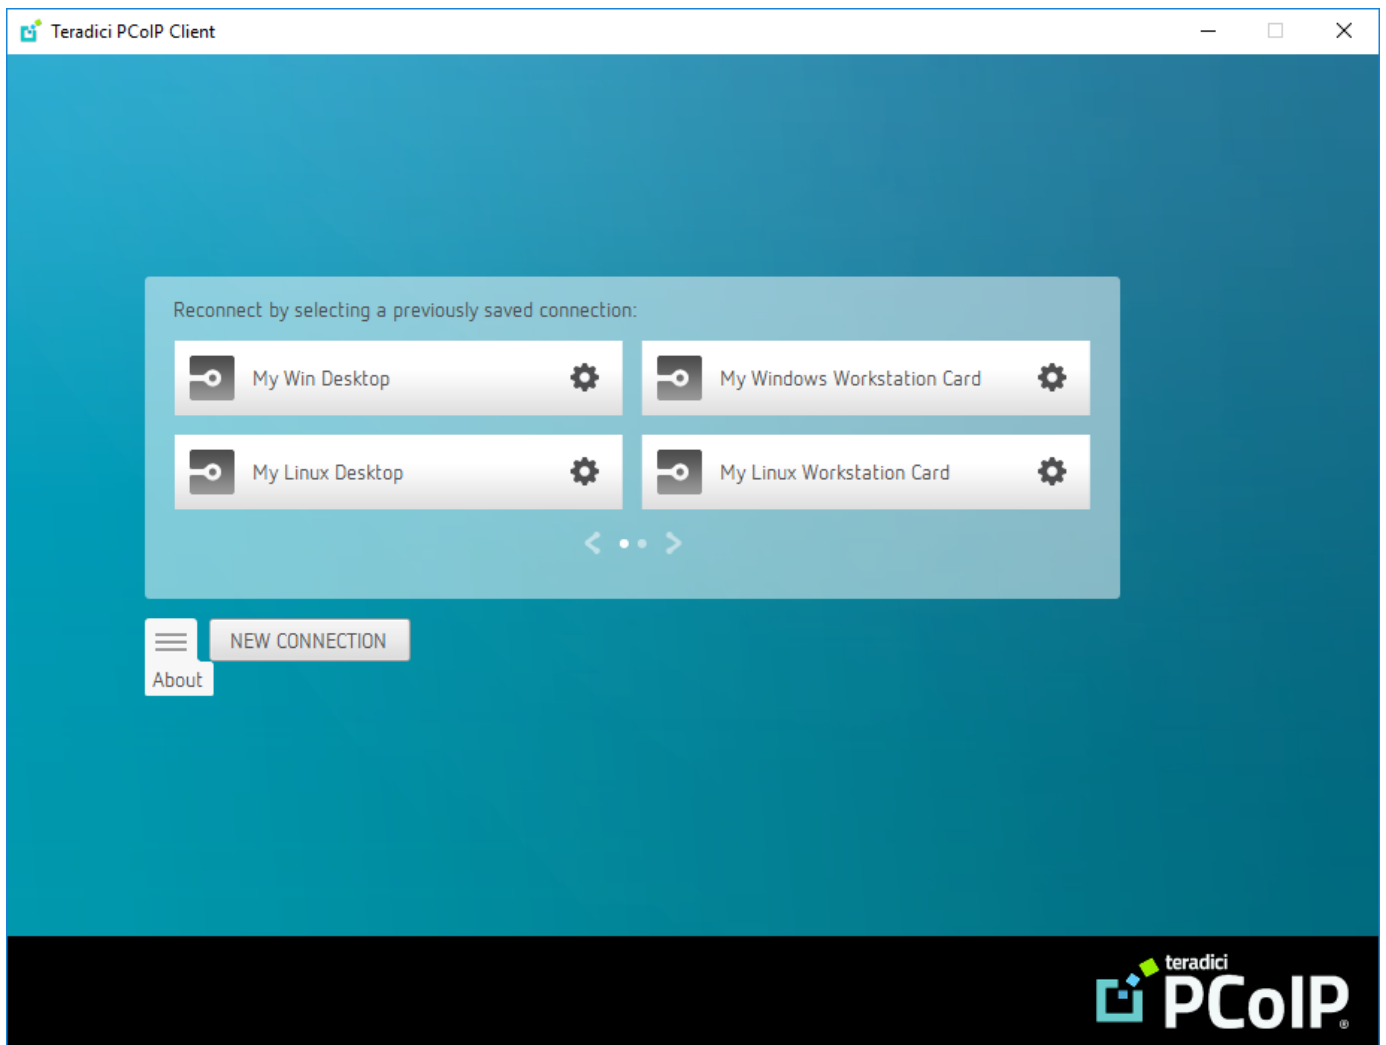 Teradici PCoIP Client
Reconnect by selecting a previously saved connection:
My Win Desktop
My Windows Workstation Card
My Linux Desktop
My Linux Workstation Card
NEW CONNECTION
About
teradici
PCoIP®